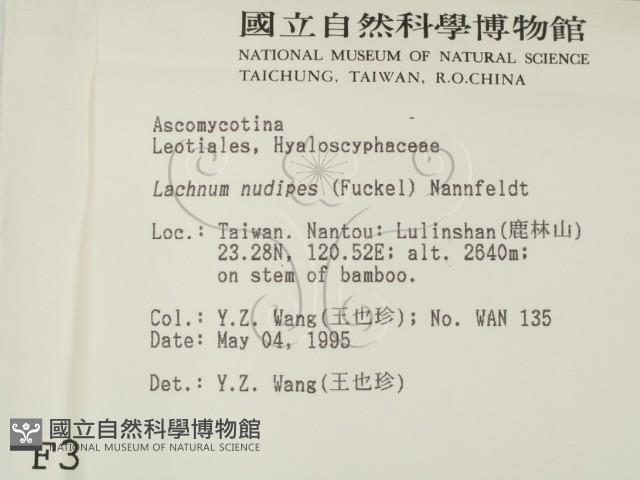 國立自然科學博物館
NATIONAL MUSEUM OF NATURAL SCIENCE
TAICHUNG, TAIWAN, R.O.CHINA
Ascomycotina
Leotiales, Hyaloscyphaceae
Lachnum nudipes (Fuckel) Nannfeldt
Loc.: Taiwan. Nantou: Lulinshan(鹿林山)
23.28N, 120.52E; alt. 2640m;
on stem of bamboo.
Col.: Y.Z. Wang(王也珍); No. WAN 135
Date: May 04, 1995
Det.: Y.Z. Wang(王也珍)
國立自然科學博物館
NATIONAL MUSEUM OF NATURAL SCIENCE
F3